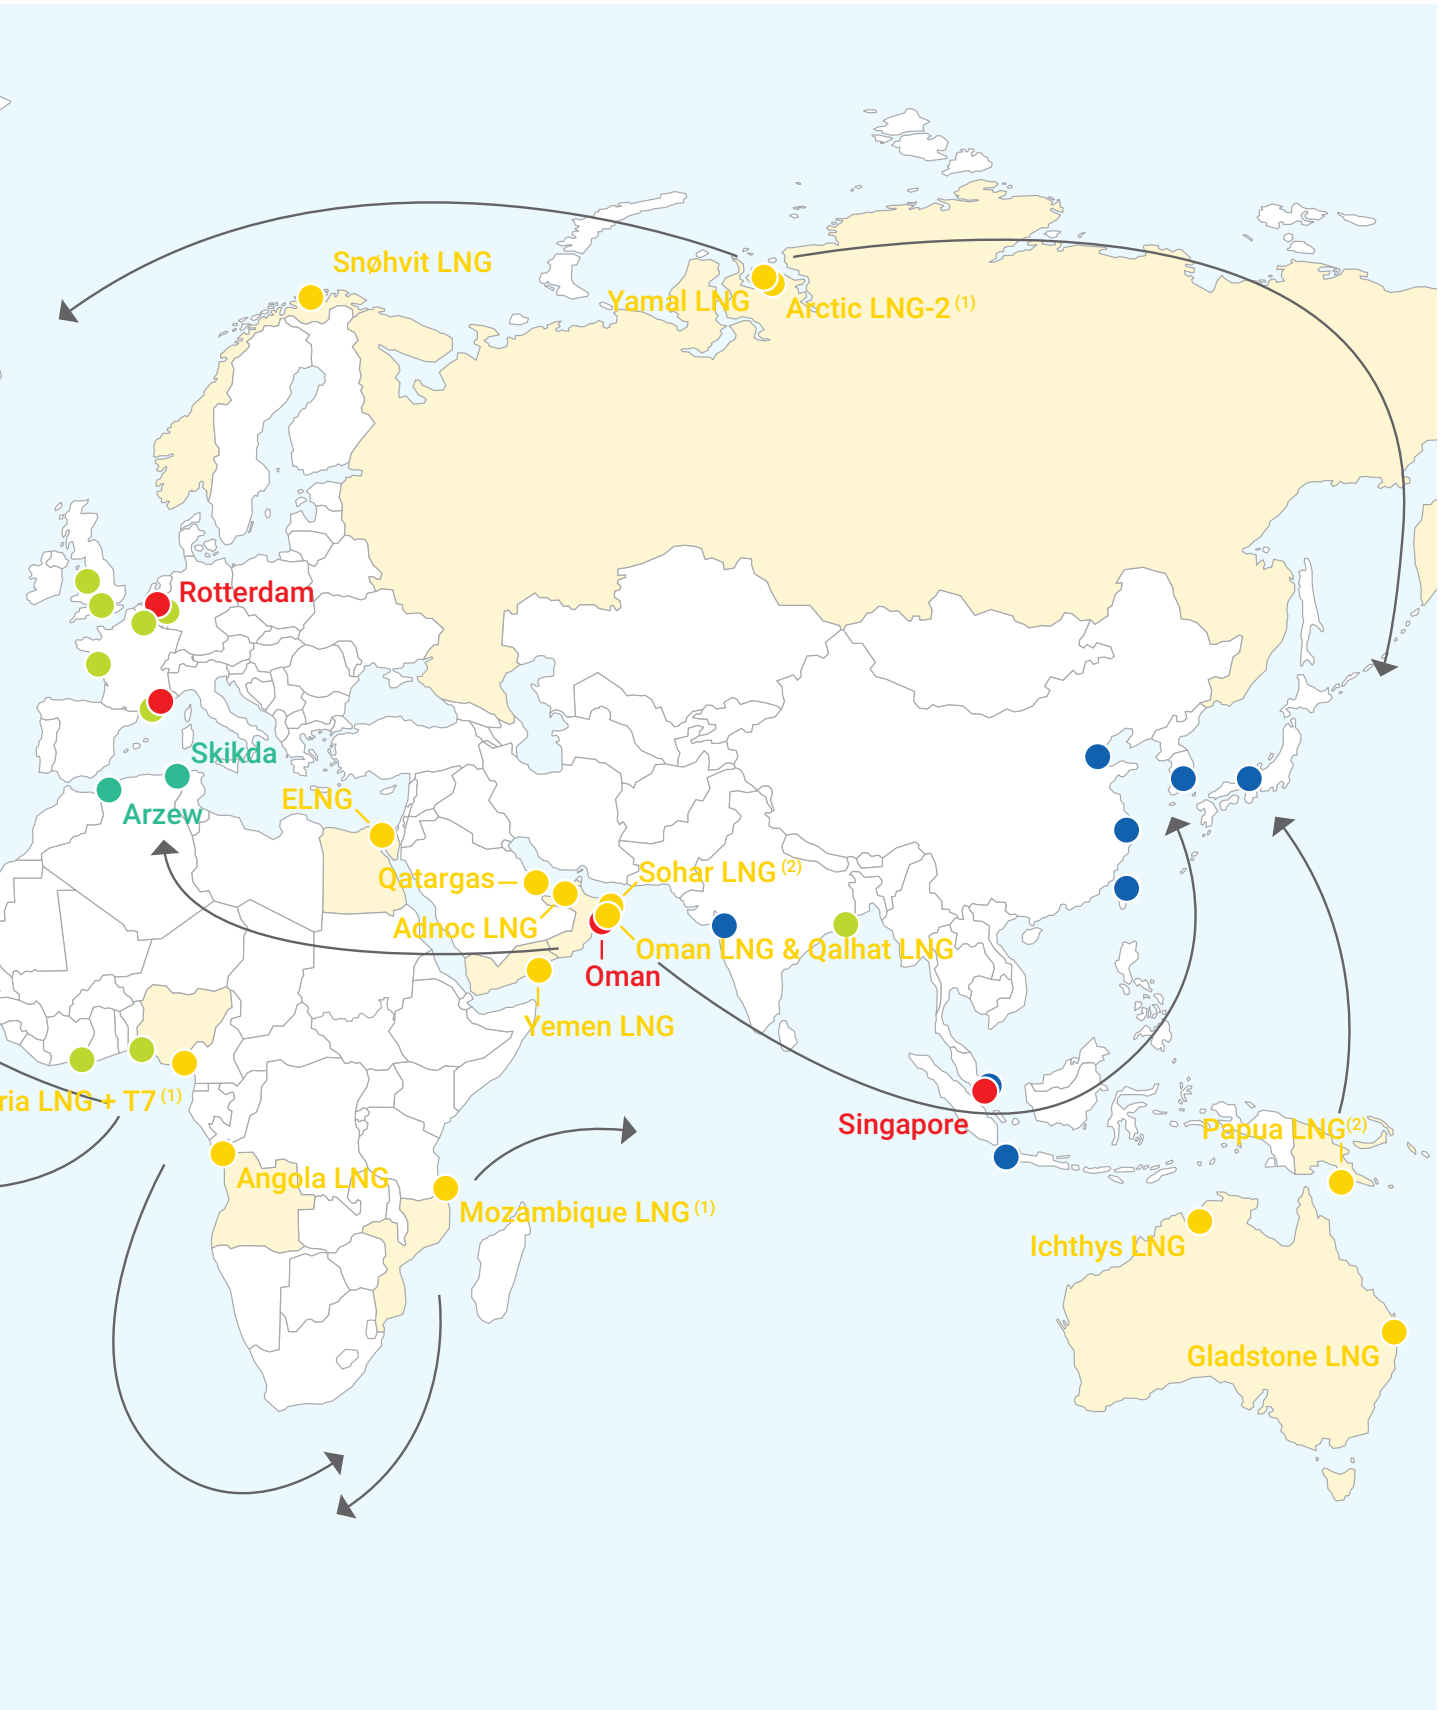 Snøhvit LNG
Yamal LNG
Arctic LNG-2 (1)
Rotterdam
Skikda
Arzew
ELNG
Qatargas
Sohar LNG (2)
Adnoc LNG
Oman LNG & Qalhat LNG
Oman
Yemen LNG
ria LNG + T7 (1)
Singapore
Papua LNG(2)
Angola LNG
Mozambique LNG (1)
Ichthys LNG
Gladstone LNG